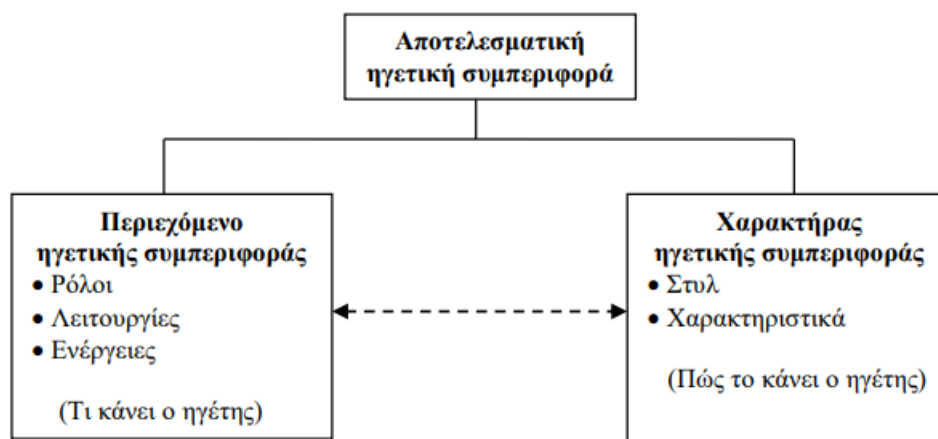 Αποτελεσματική
ηγετική συμπεριφορά
Περιεχόμενο
ηγετικής συμπεριφοράς
• Ρόλοι
• Λειτουργίες
• Ενέργειες
(Τι κάνει ο ηγέτης)
Χαρακτήρας
ηγετικής συμπεριφοράς
• Στυλ
• Χαρακτηριστικά
(Πώς το κάνει ο ηγέτης)